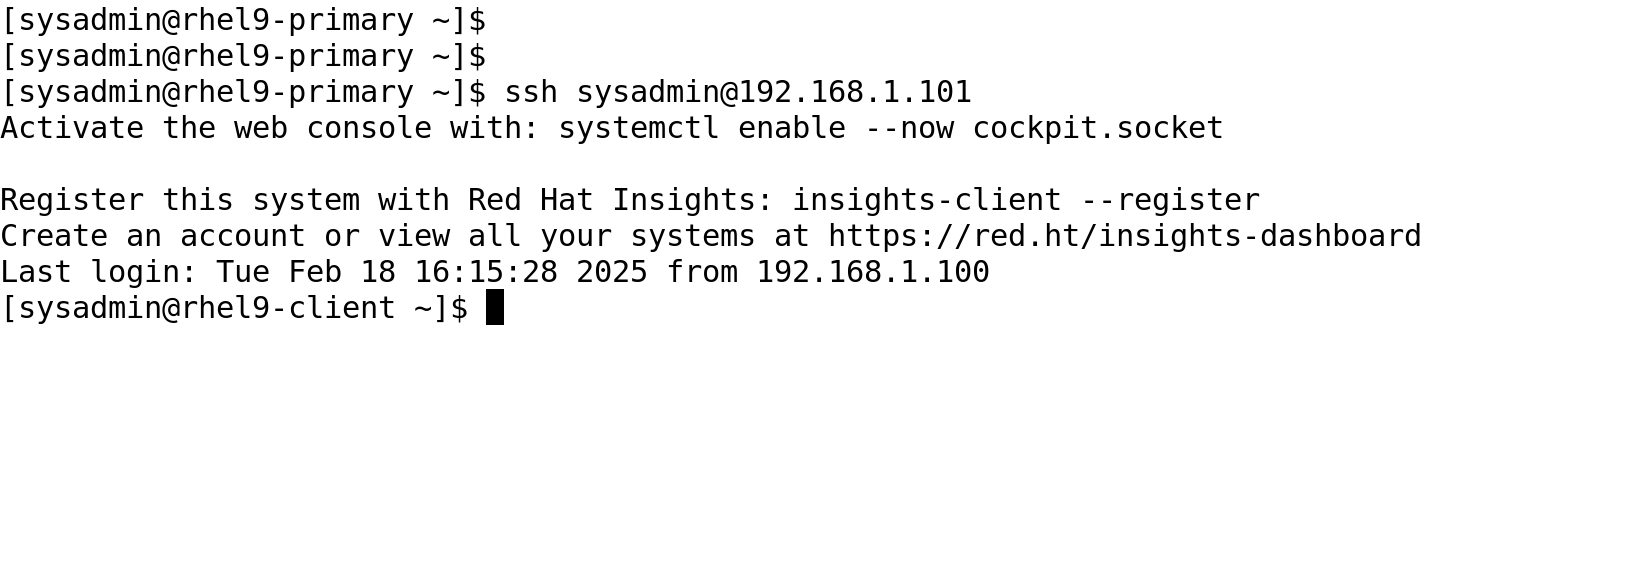 [sysadmin@rhel9-primary ~]$
[sysadmin@rhel9-primary ~]$
[sysadmin@rhel9-primary ~]$ ssh sysadmin@192.168.1.101
Activate the web console with: systemctl enable --now cockpit.socket
Register this system with Red Hat Insights: insights-client --register
Create an account or view all your systems at https://red.ht/insights-dashboard
Last login: Tue Feb 18 16:15:28 2025 from 192.168.1.100
[sysadmin@rhel9-client ~]$